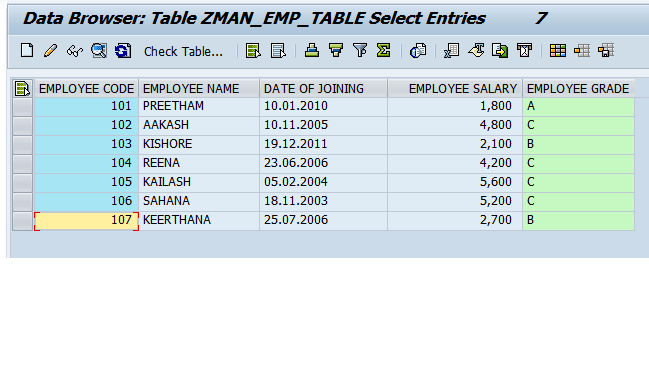 Data Browser: Table ZMAN_EMP_TABLE Select Entries 7
Check Table...
EMPLOYEE CODE EMPLOYEE NAME DATE OF JOINING EMPLOYEE SALARY EMPLOYEE GRADE
101 PREETHAM 10.01.2010 1,800 A
102 AAKASH 10.11.2005 4,800 C
103 KISHORE 19.12.2011 2,100 B
104 REENA 23.06.2006 4,200 C
105 KAILASH 05.02.2004 5,600 C
106 SAHANA 18.11.2003 5,200 C
107 KEERTHANA 25.07.2006 2,700 B